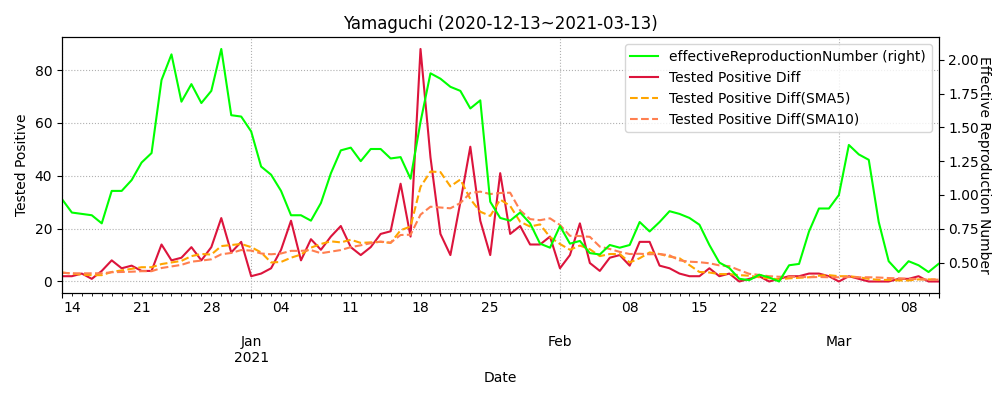 Yamaguchi (2020-12-13~2021-03-13)
effectiveReproductionNumber (right)
Tested Positive Diff
Tested Positive Diff(SMA5)
Tested Positive Diff(SMA10)
Tested Positive
80
60
40
20
0
2.00
1.75
1.50
1.25
1.00
0.75
0.50
Effective Reproduction Number
14 21 28 04 11 18 25 08 15 22 08
Jan Feb Mar
2021
Date